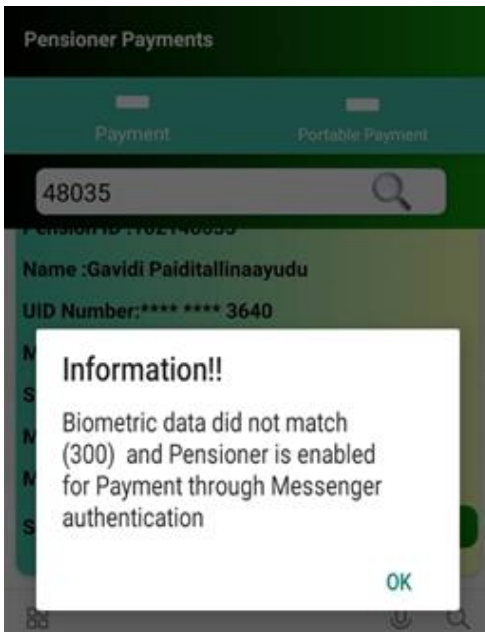 Pensioner Payments
Payment
Portable Payment
48035
Name :Gavidi Paiditallinaayudu
UID Number:**** **** 3640
M
S
M
M
S
Information!!
Biometric data did not match
(300) and Pensioner is enabled
for Payment through Messenger
authentication
OK